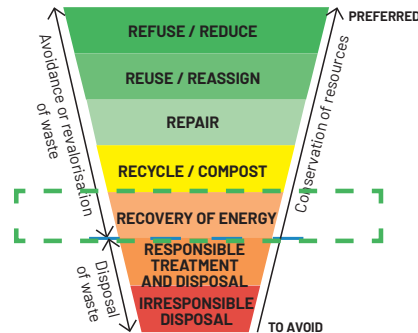 PREFERRED
REFUSE / REDUCE
REUSE / REASSIGN
REPAIR
RECYCLE / COMPOST
RECOVERY OF ENERGY
RESPONSIBLE
TREATMENT
AND DISPOSAL
IRRESPONSIBLE
DISPOSAL
TO AVOID
Avoidance or revalorisation
of waste
Disposal
of waste
Conservation of resources